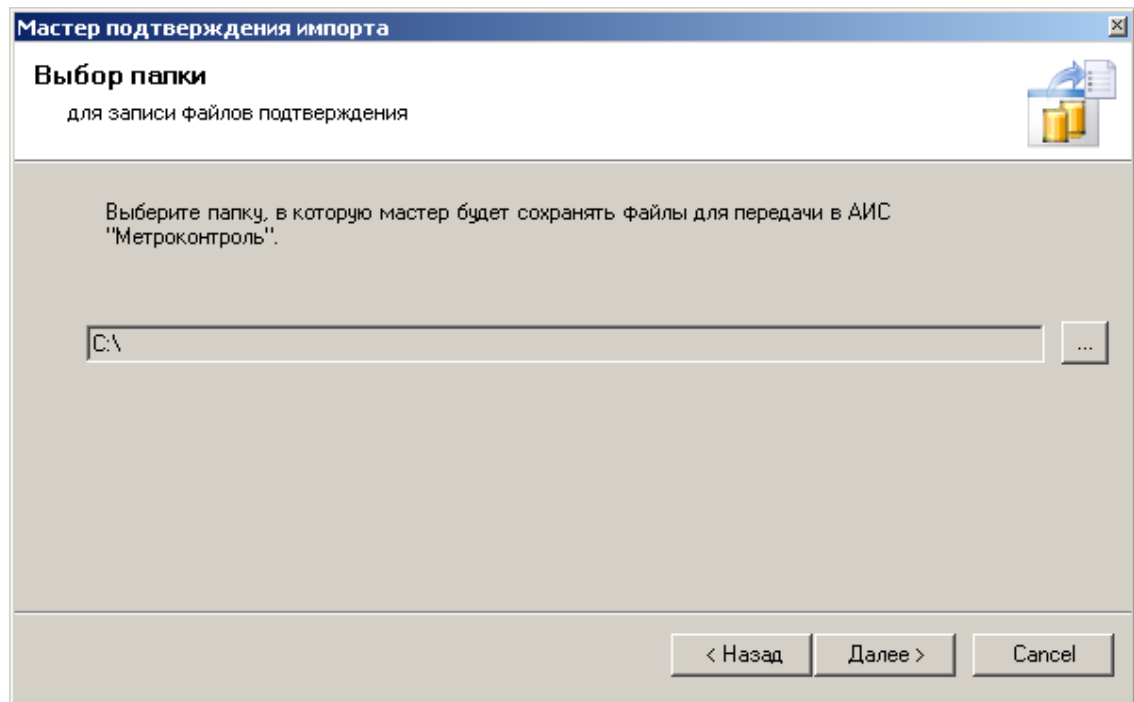 Мастер подтверждения импорта
Выбор папки
для записи файлов подтверждения
Выберите папку, в которую мастер будет сохранять файлы для передачи в АИС
"Метроконтроль".
C:\
...
< Назад
Далее >
Cancel